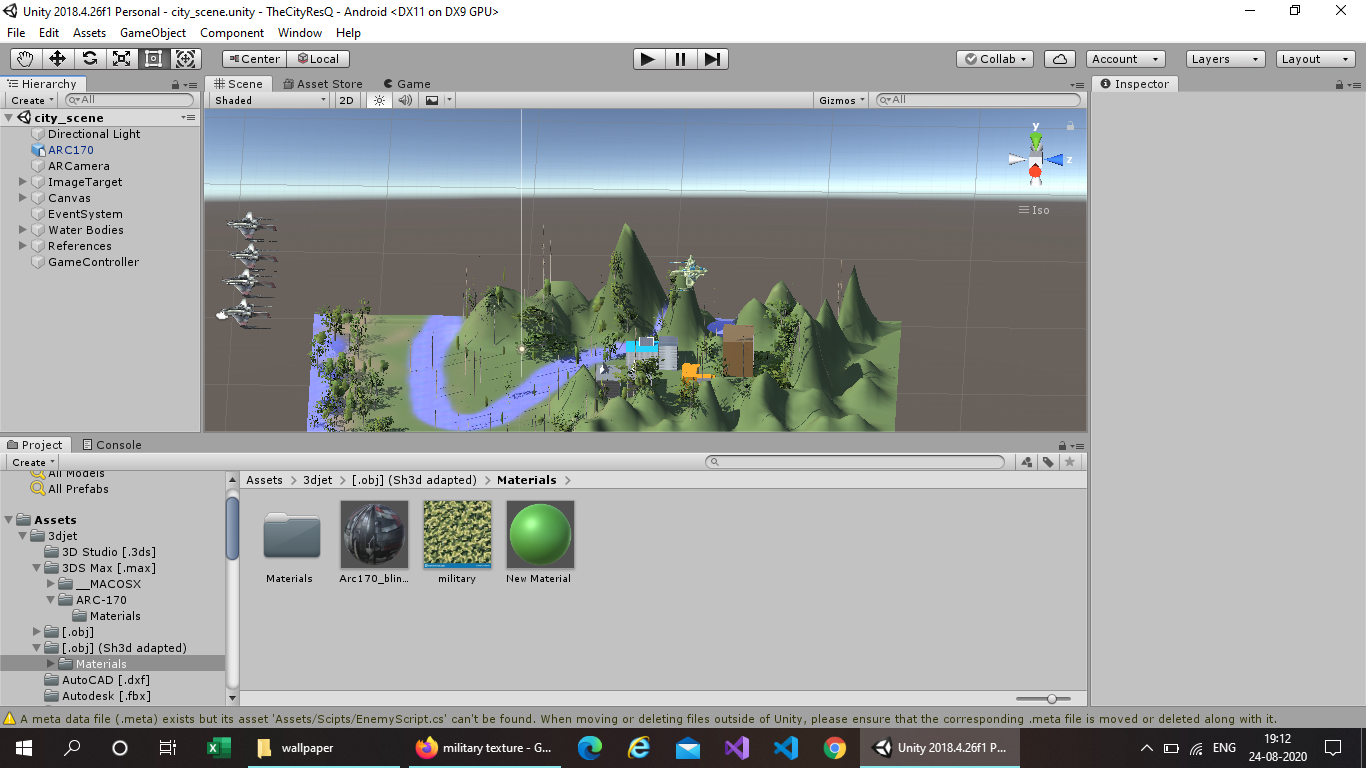 Unity 2018.4.26f1 Personal - city_scene.unity - TheCityResQ - Android <DX11 on DX9 GPU>
File Edit Assets GameObject Component Window Help
Center Local Collab Account Layers Layout
Hierarchy Scene Asset Store Game Inspector
Create All Shaded 2D Gizmos All
city_scene
Directional Light
ARC170
ARCamera
ImageTarget
Canvas
EventSystem
Water Bodies
References
GameController
y
z
Iso
Project Console
Create
All Models
All Prefabs
Assets
3djet
3D Studio [.3ds]
3DS Max [.max]
__MACOSX
ARC-170
Materials
[.obj]
[.obj] (Sh3d adapted)
Materials
AutoCAD [.dxf]
Autodesk [.fbx]
Assets 3djet [.obj] (Sh3d adapted) Materials
Materials Arc170_blin... military New Material
A meta data file (.meta) exists but its asset 'Assets/Scipts/EnemyScript.cs' can't be found. When moving or deleting files outside of Unity, please ensure that the corresponding .meta file is moved or deleted along with it.
wallpaper military texture - G... Unity 2018.4.26f1 P... ENG 19:12
24-08-2020